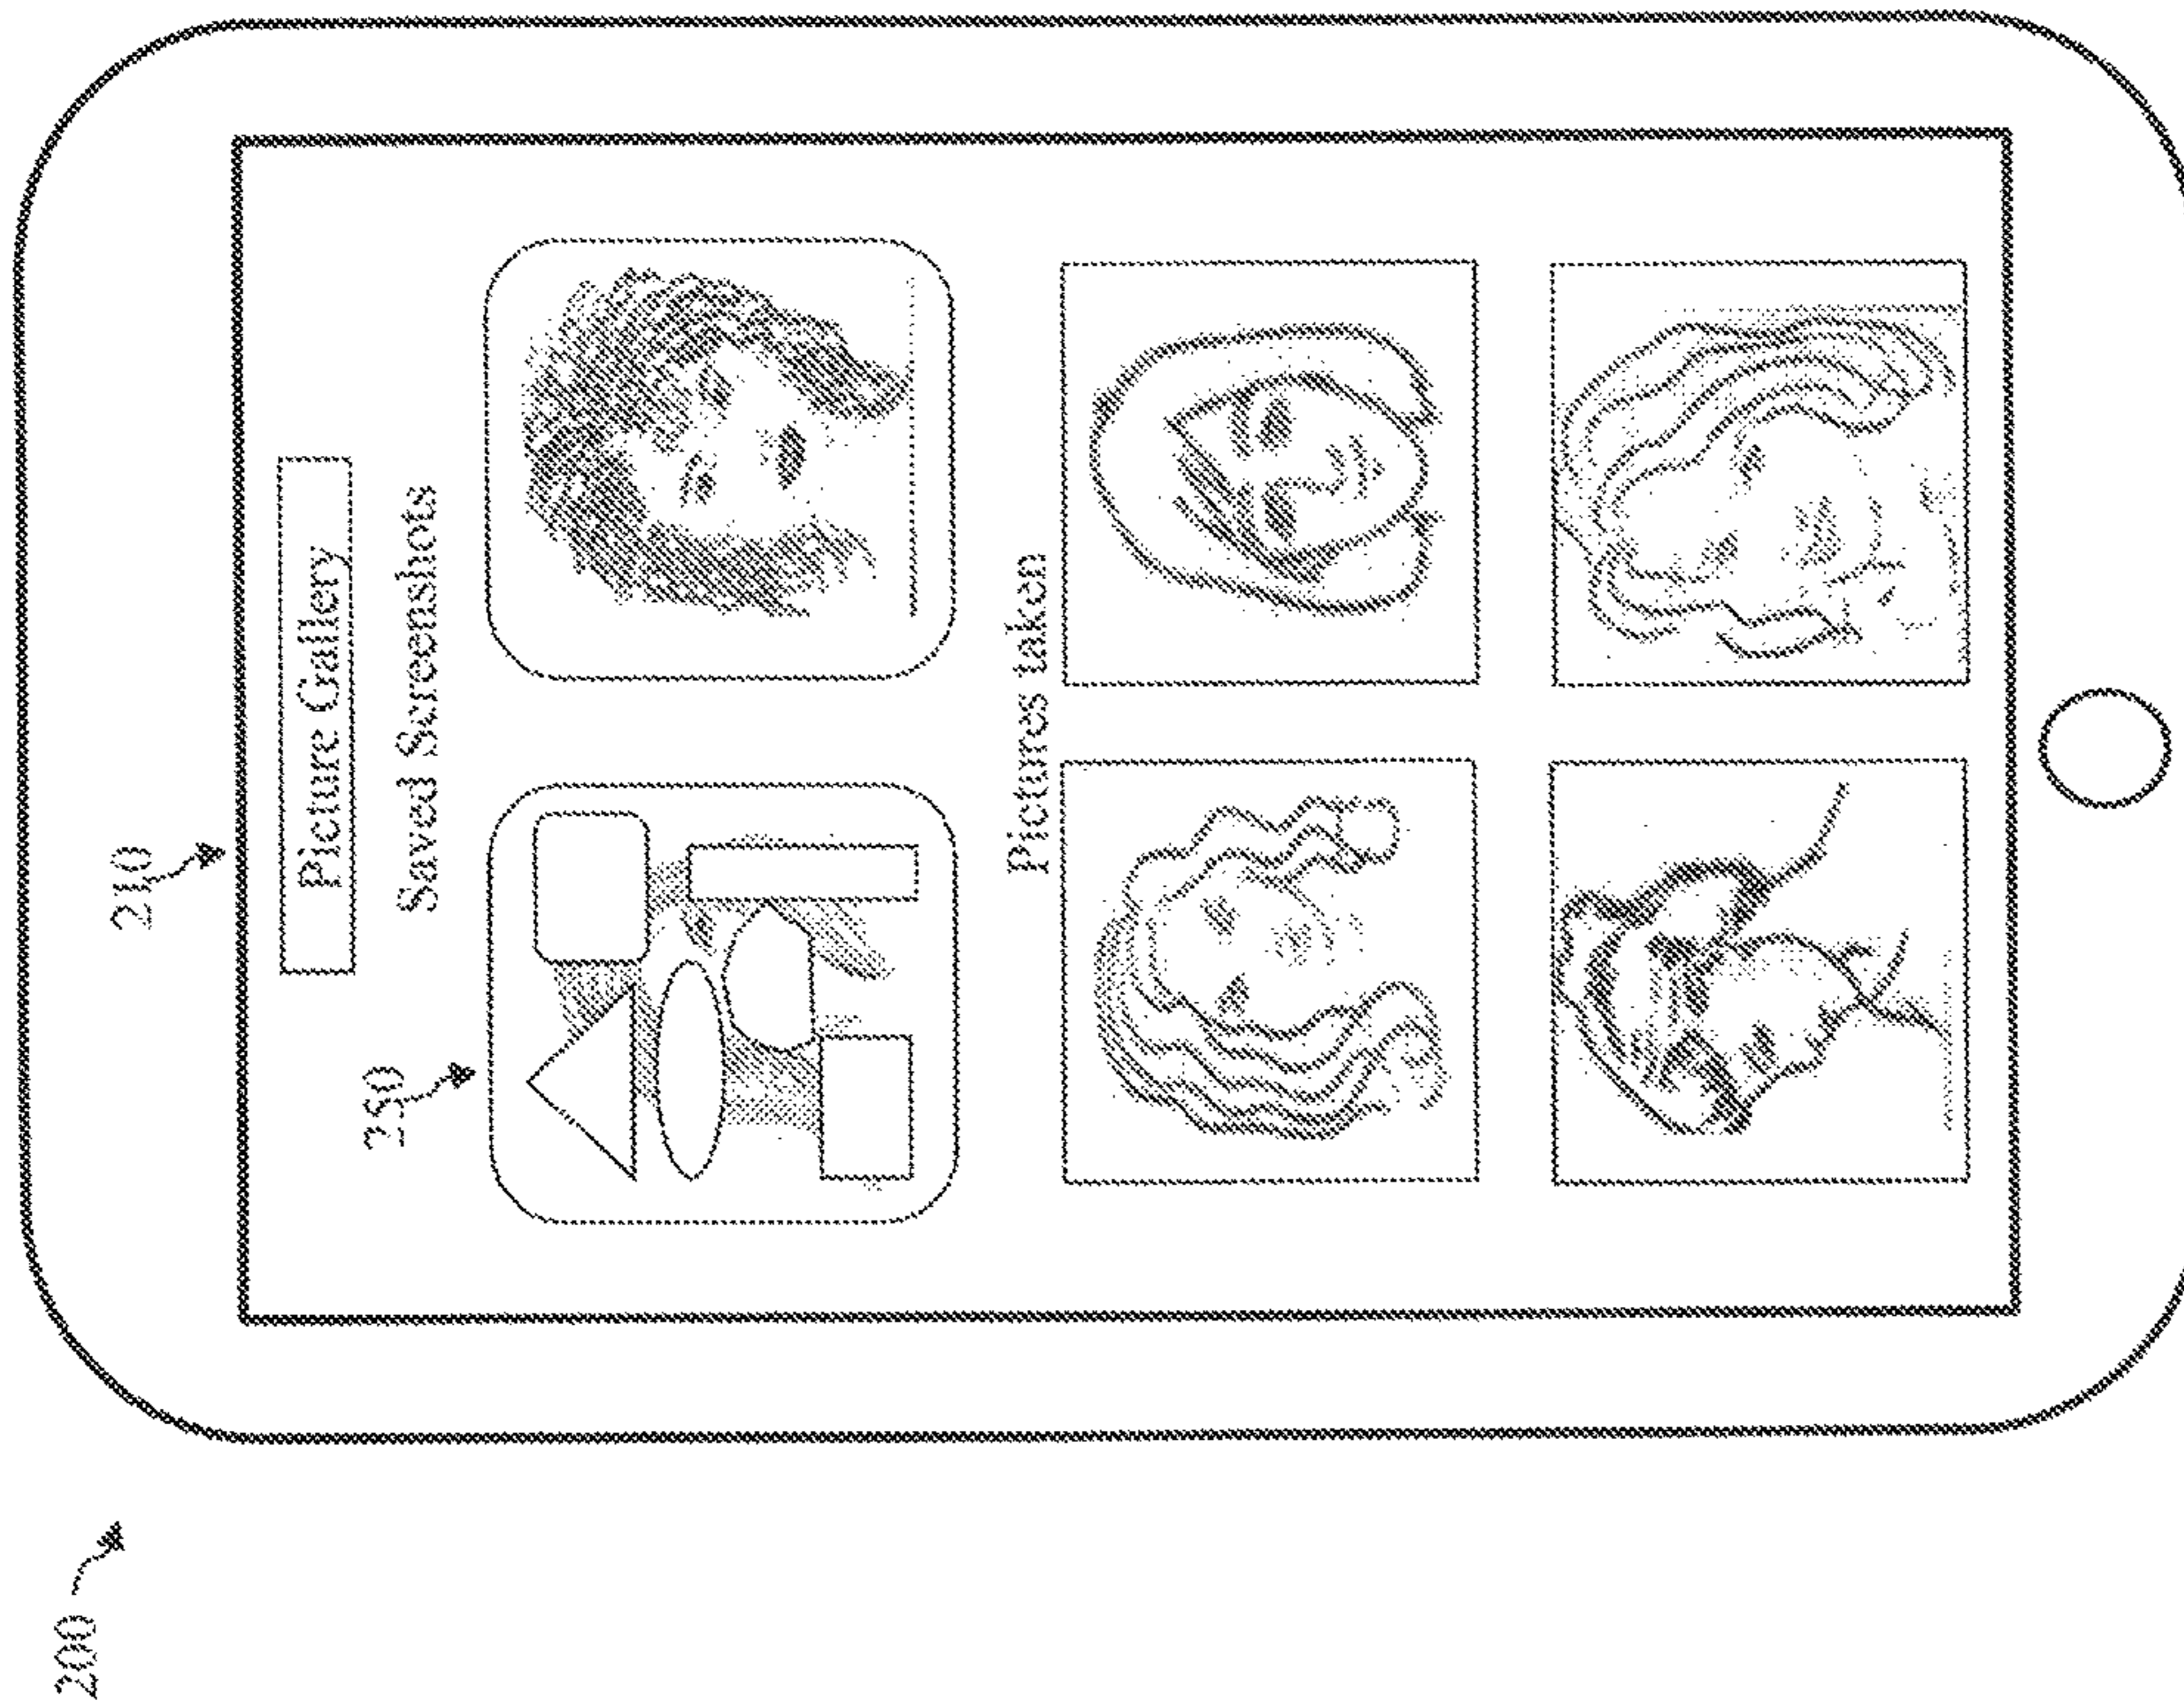 200
210
Picture Gallery
Saved Screenshots
250
Pictures taken